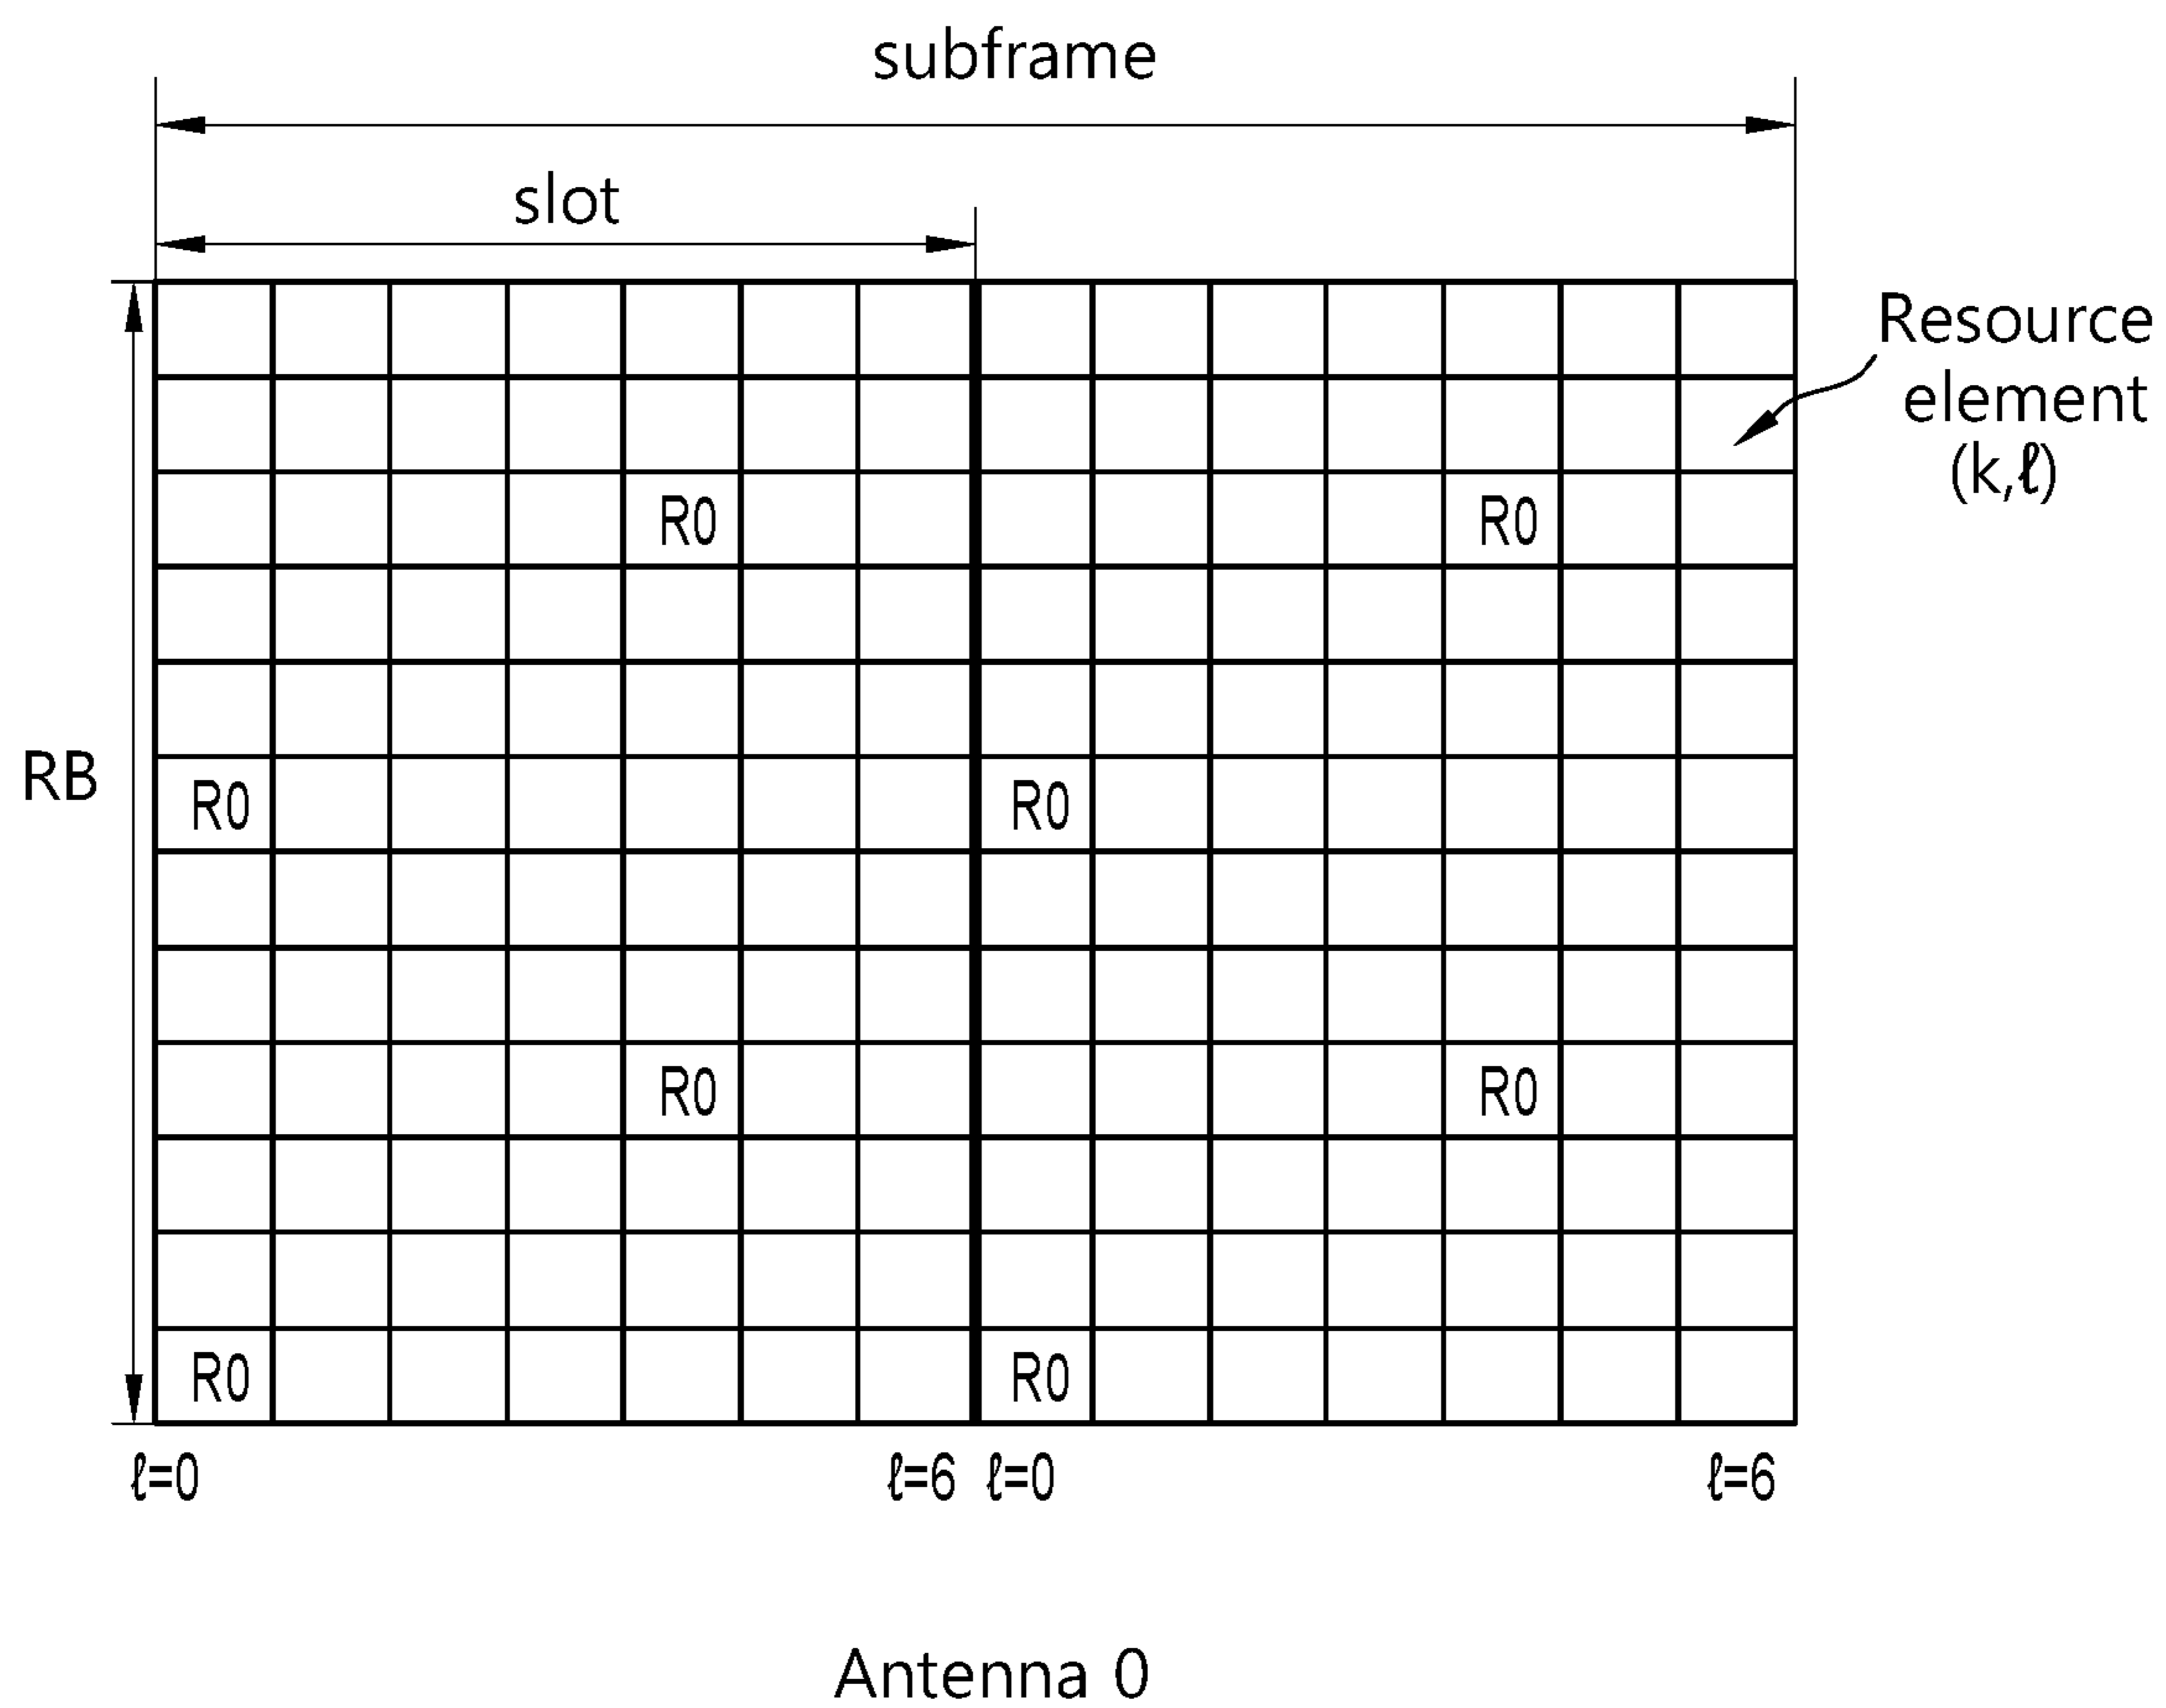 subframe
slot
Resource
element
(k,ℓ)
R0 R0
RB
R0 R0
R0 R0
R0 R0
ℓ=0 ℓ=6 ℓ=0 ℓ=6
Antenna 0